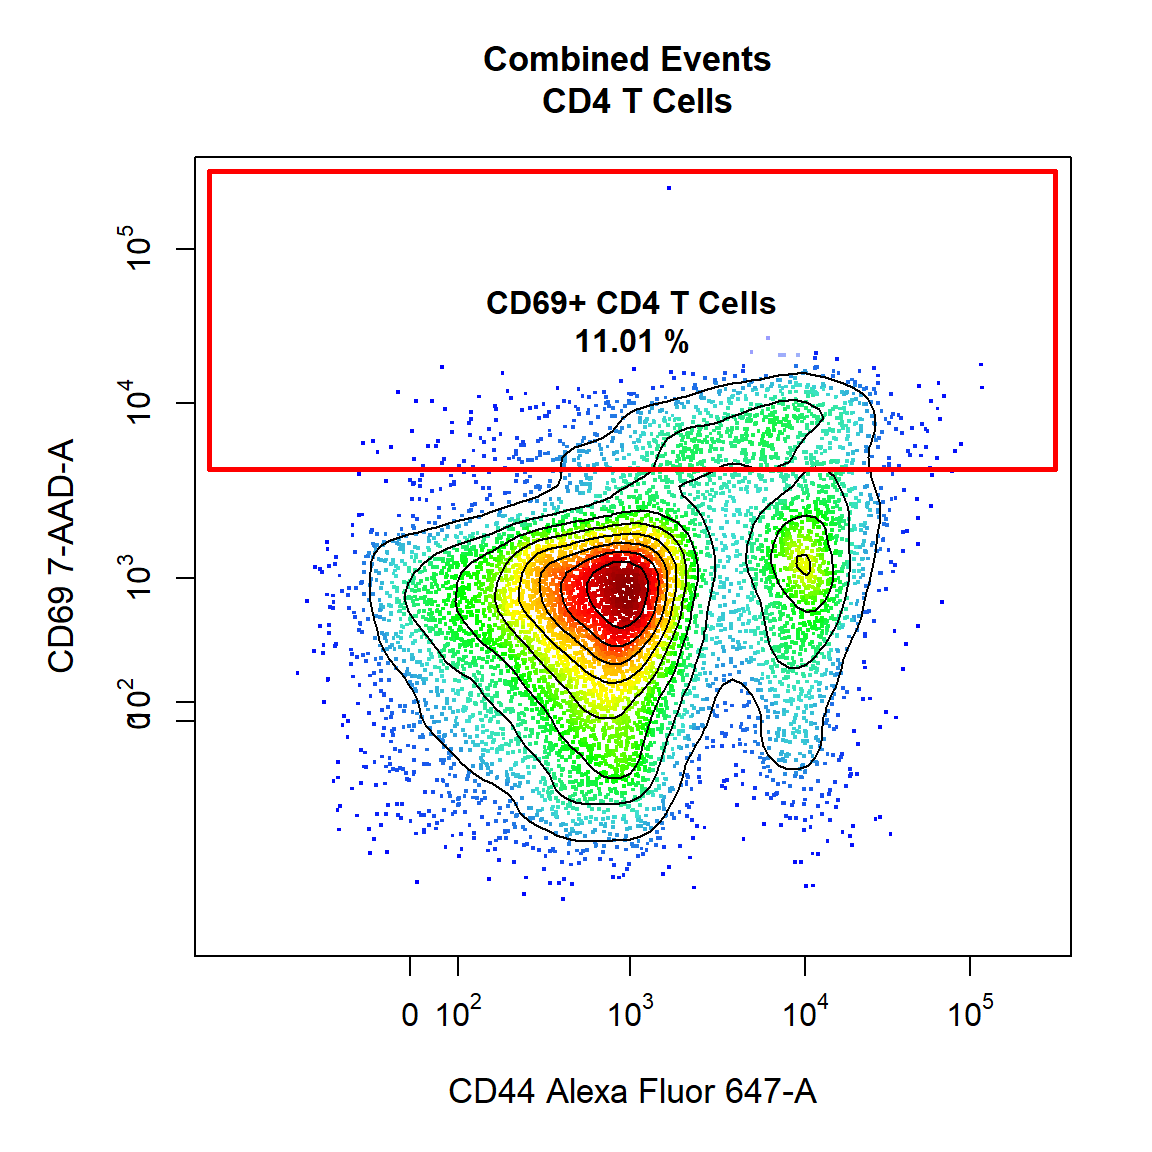 Combined Events
CD4 T Cells
CD69+ CD4 T Cells
11.01 %
CD69 7-AAD-A
10^5
10^4
10^3
10^2
0
0 10^2 10^3 10^4 10^5
CD44 Alexa Fluor 647-A